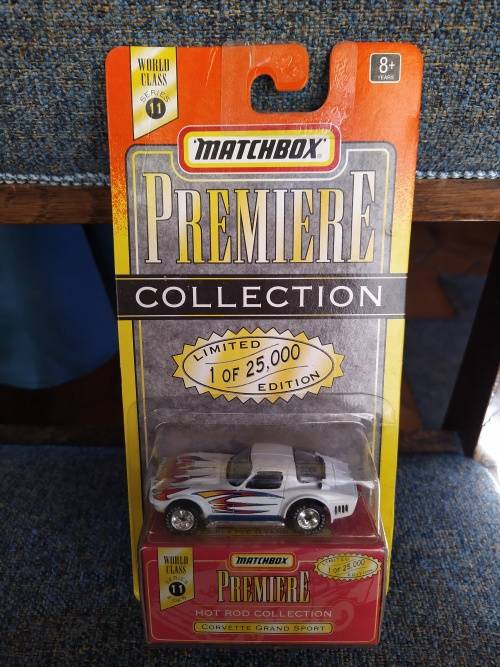 WORLD
CLASS
SERIES
11
8+
YEARS
MATCHBOX
PREMIERE
COLLECTION
LIMITED
1 OF 25,000
EDITION
WORLD
CLASS
SERIES
11
MATCHBOX
PREMIERE
HOT ROD COLLECTION
CORVETTE GRAND SPORT
LIMITED
1 OF 25,000